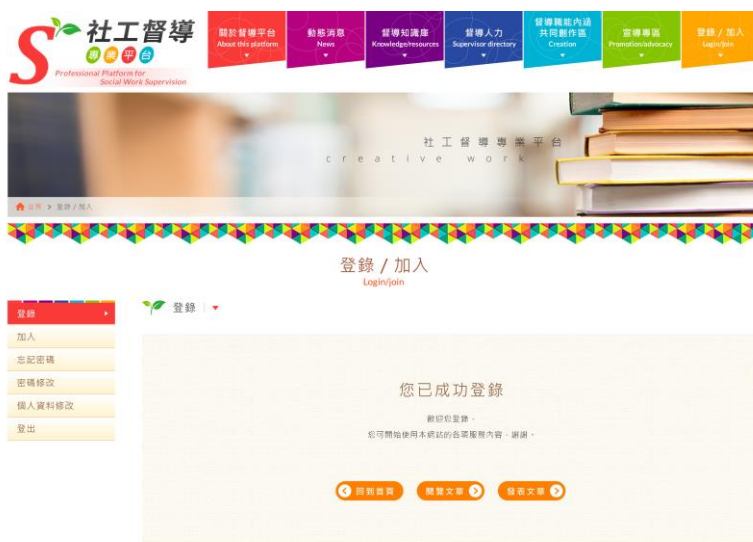 社工督導
專業平台
Professional Platform for
Social Work Supervision
關於督導平台
About this platform
動態消息
News
督導知識庫
Knowledge/resources
督導人力
Supervisor directory
督導職能內涵
共同創作區
Creation
宣導專區
Promotion/advocacy
登錄 / 加入
Login/join
社工督導專業平台
creative work
首頁 > 登錄 / 加入
登錄 / 加入
Login/join
登錄
加入
忘記密碼
密碼修改
個人資料修改
登出
登錄
您已成功登錄
歡迎您登錄。
您可開始使用本網站的各項服務內容，謝謝。
回到首頁
閱覽文章
發表文章